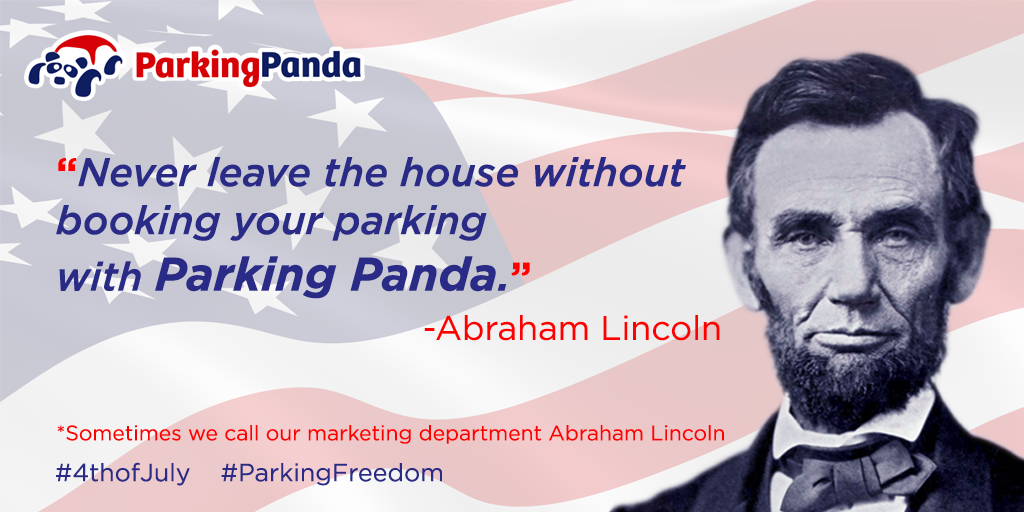 ParkingPanda
“Never leave the house without
booking your parking
with Parking Panda.”
-Abraham Lincoln
*Sometimes we call our marketing department Abraham Lincoln
#4thofJuly #ParkingFreedom